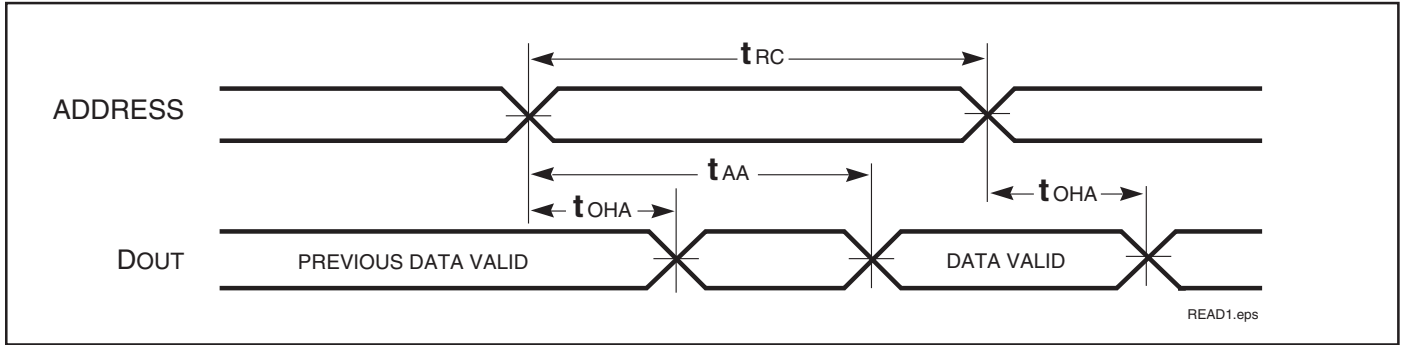 tRC
ADDRESS
tAA
tOHA
tOHA
DOUT
PREVIOUS DATA VALID
DATA VALID
READ1.eps